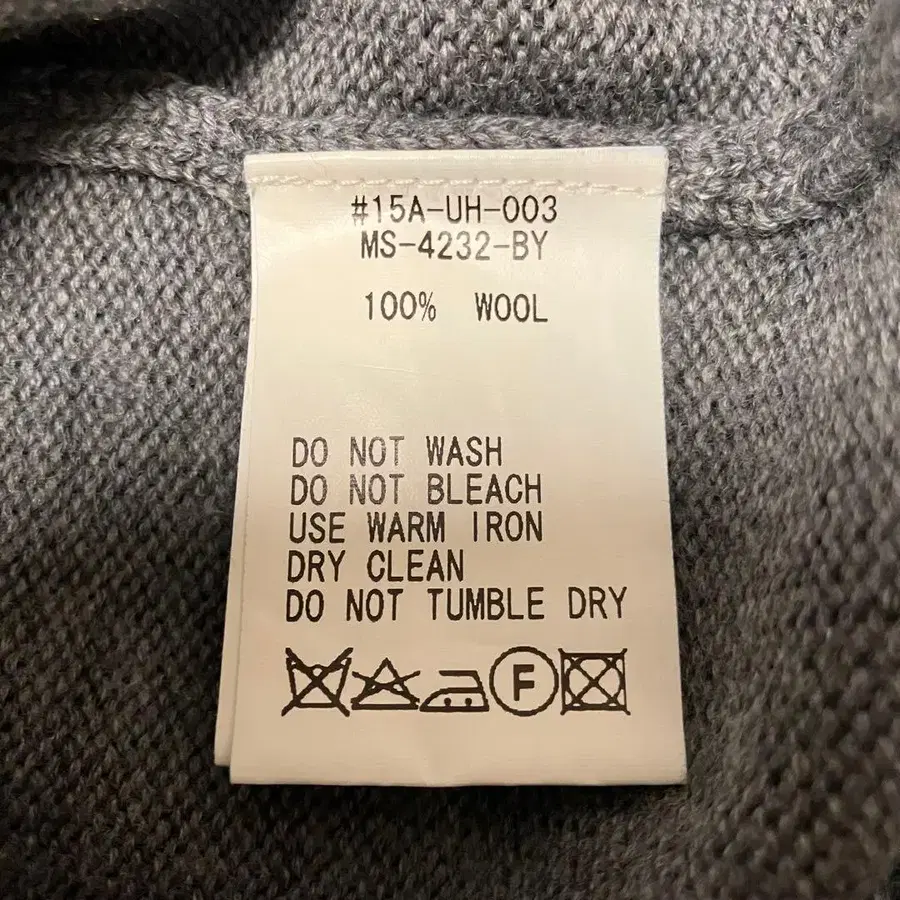 #15A-UH-003
MS-4232-BY
100% WOOL
DO NOT WASH
DO NOT BLEACH
USE WARM IRON
DRY CLEAN
DO NOT TUMBLE DRY
F